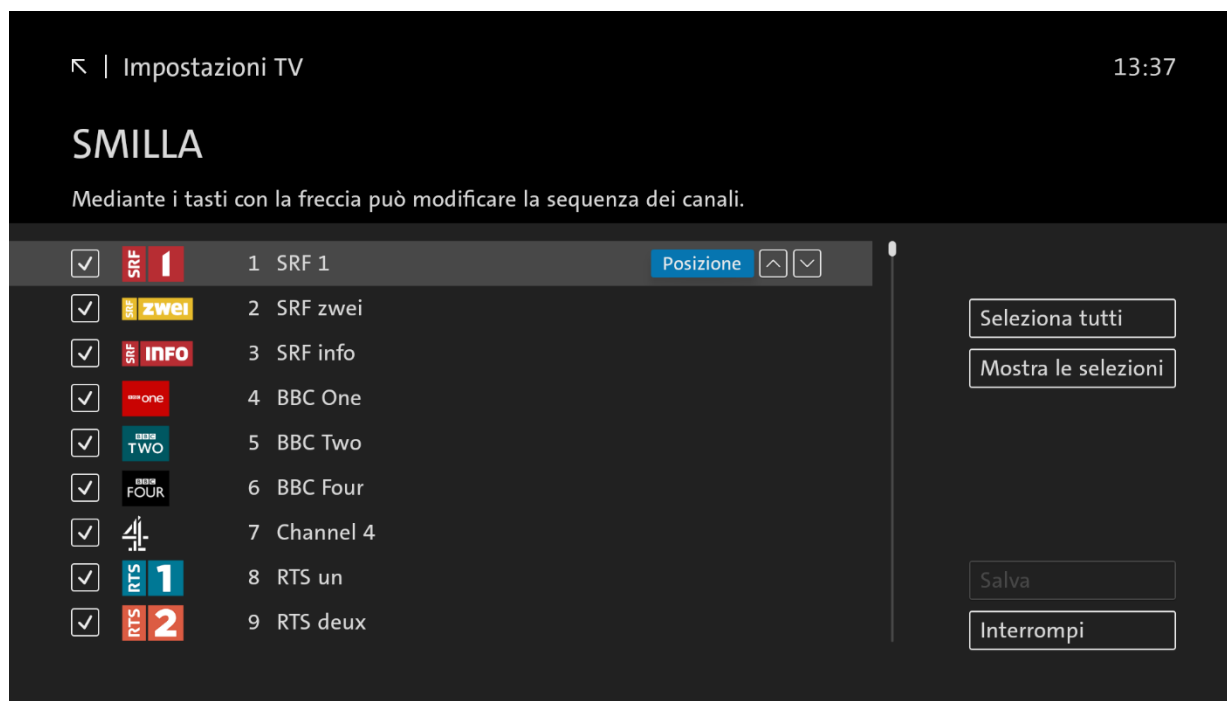 Impostazioni TV 13:37
SMILLA
Mediante i tasti con la freccia può modificare la sequenza dei canali.
SRF 1 1 SRF 1 Posizione
SRF zwei 2 SRF zwei
Seleziona tutti
SRF INFO 3 SRF info
Mostra le selezioni
BBC one 4 BBC One
BBC TWO 5 BBC Two
BBC FOUR 6 BBC Four
4 7 Channel 4
RTS 1 8 RTS un
Salva
RTS 2 9 RTS deux
Interrompi